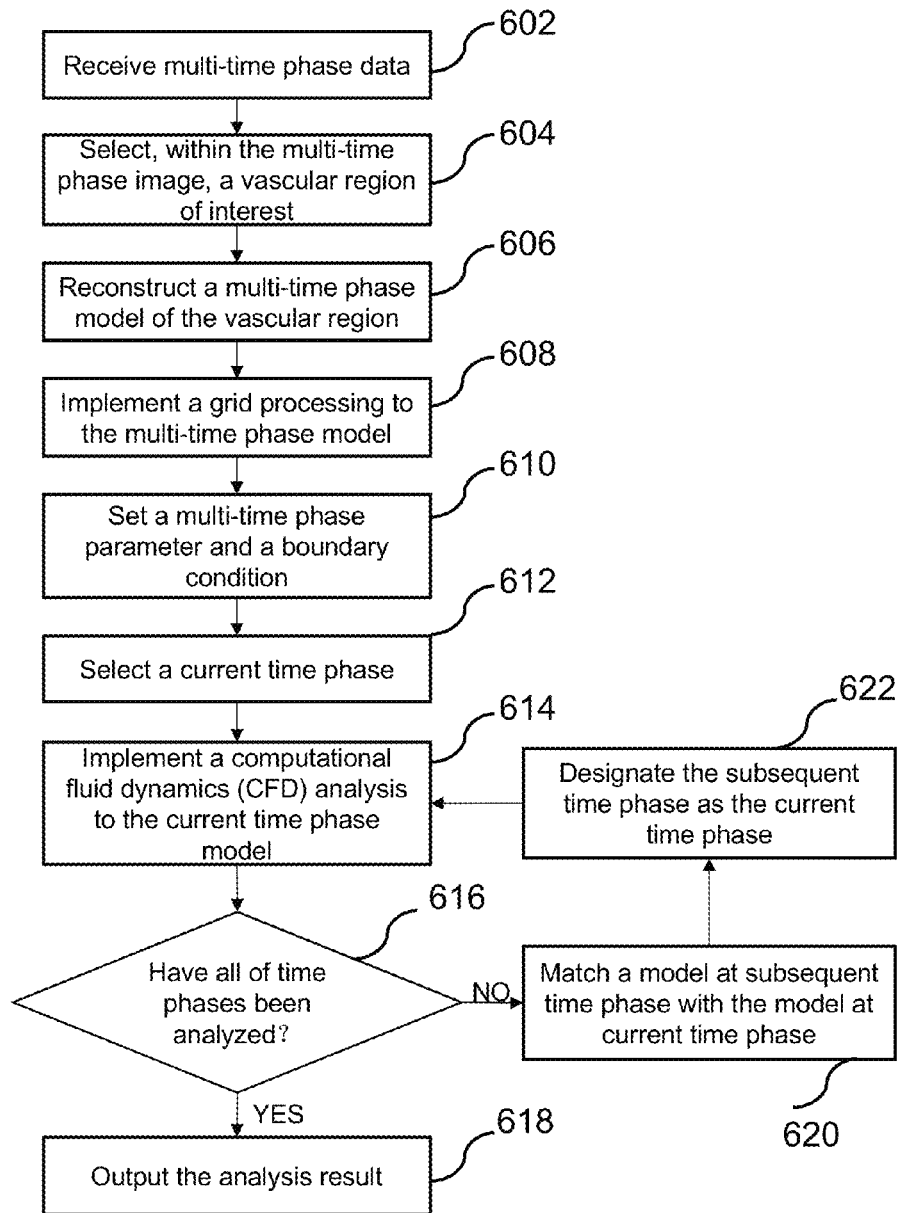 602
Receive multi-time phase data
604
Select, within the multi-time
phase image, a vascular region
of interest
606
Reconstruct a multi-time phase
model of the vascular region
608
Implement a grid processing to
the multi-time phase model
610
Set a multi-time phase
parameter and a boundary
condition
612
Select a current time phase
614
Implement a computational
fluid dynamics (CFD) analysis
to the current time phase
model
622
Designate the subsequent
time phase as the current
time phase
616
Have all of time
phases been
analyzed?
NO
Match a model at subsequent
time phase with the model at
current time phase
620
YES
618
Output the analysis result